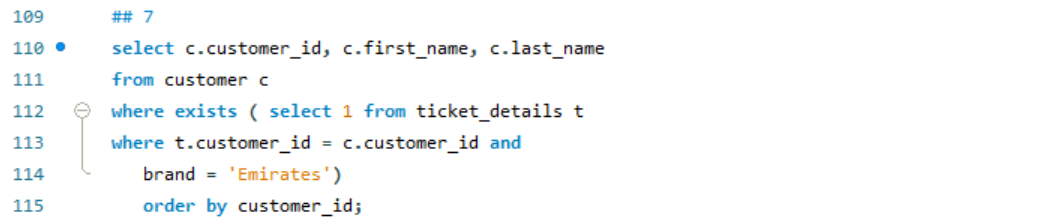 109 ## 7
110 select c.customer_id, c.first_name, c.last_name
111 from customer c
112 where exists ( select 1 from ticket_details t
113 where t.customer_id = c.customer_id and
114 brand = 'Emirates')
115 order by customer_id;